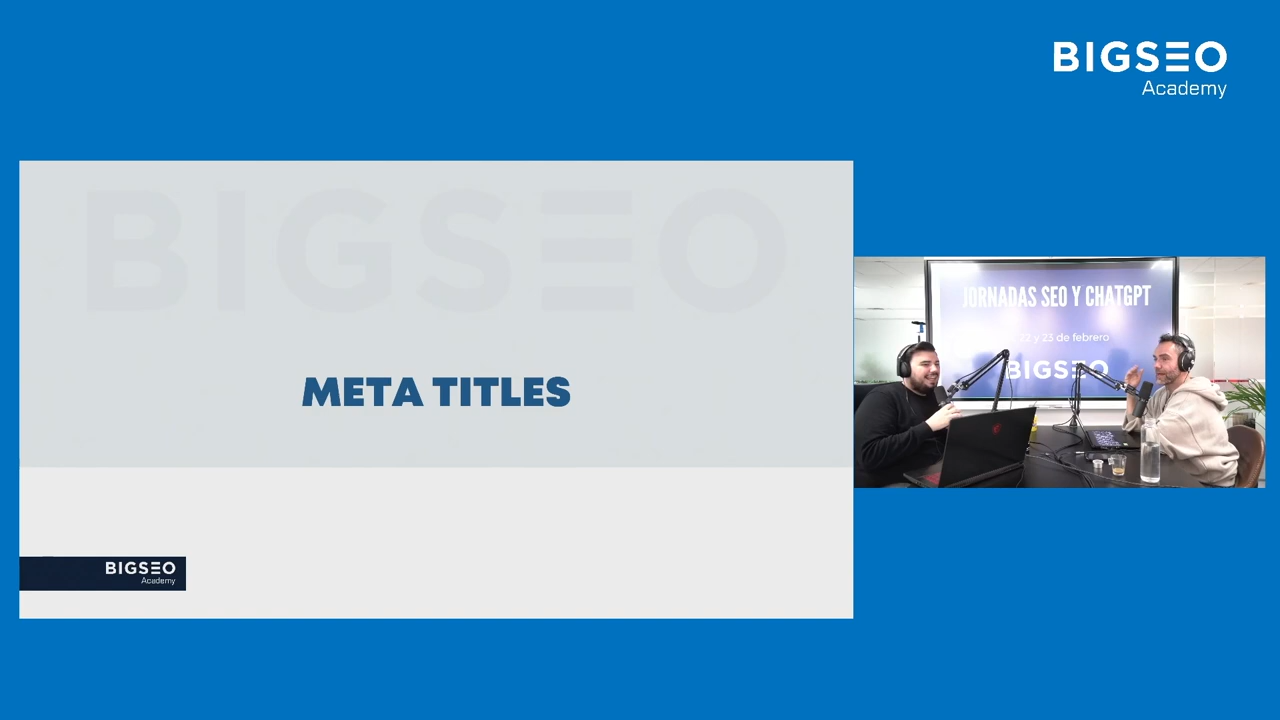 BIGSEO
Academy
BIGSEO
META TITLES
BIGSEO
Academy
JORNADAS SEO Y CHATGPT
22 y 23 de febrero
BIGSEO